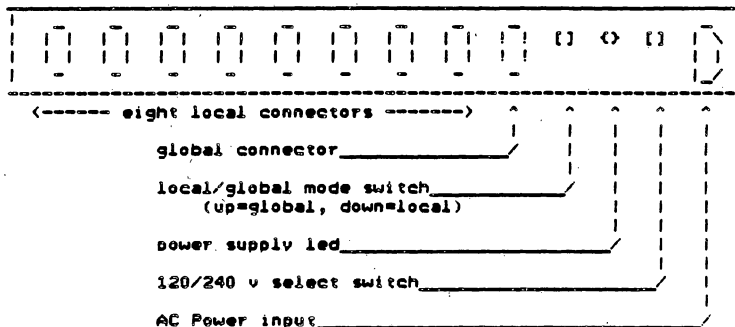 [] <> []
<------ eight local connectors ------>
global connector
local/global mode switch
(up=global, down=local)
power supply led
120/240 v select switch
AC Power input